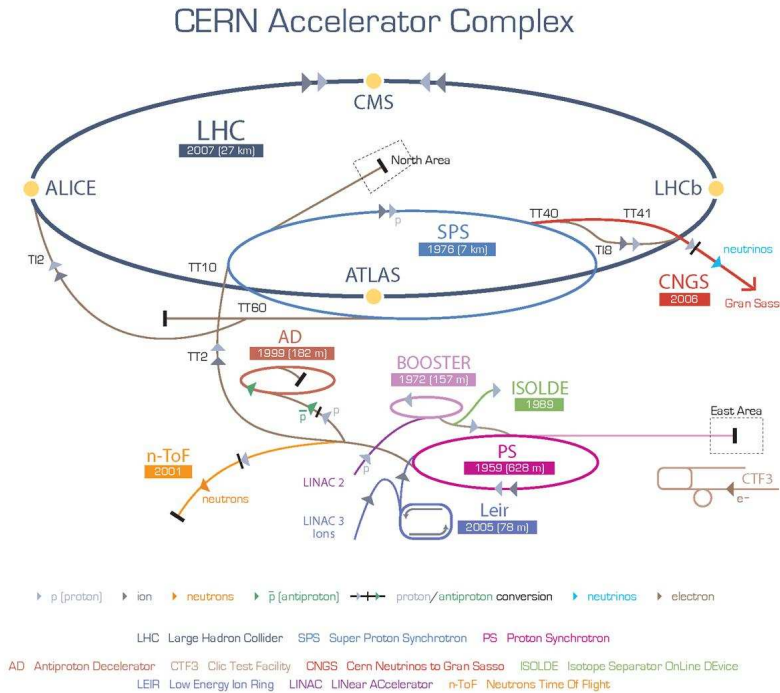 CERN Accelerator Complex
CMS
LHC
2007 (27 km)
North Area
ALICE
LHCb
TT40
TT41
SPS
1976 (7 km)
p
TI8
neutrinos
TI2
TT10
ATLAS
CNGS
2006
Gran Sass
TT60
AD
1999 (182 m)
TT2
BOOSTER
1972 (157 m)
ISOLDE
1989
p̅
p
East Area
n-ToF
2001
PS
1959 (628 m)
LINAC 2
p
neutrons
CTF3
e-
LINAC 3
Ions
Leir
2005 (78 m)
p [proton] ion neutrons p̅ [antiproton] proton/antiproton conversion neutrinos electron
LHC Large Hadron Collider SPS Super Proton Synchrotron PS Proton Synchrotron
AD Antiproton Decelerator CTF3 Clic Test Facility CNGS Cern Neutrinos to Gran Sasso ISOLDE Isotope Separator OnLine DEvice
LEIR Low Energy Ion Ring LINAC LINear ACcelerator n-ToF Neutrons Time Of Flight